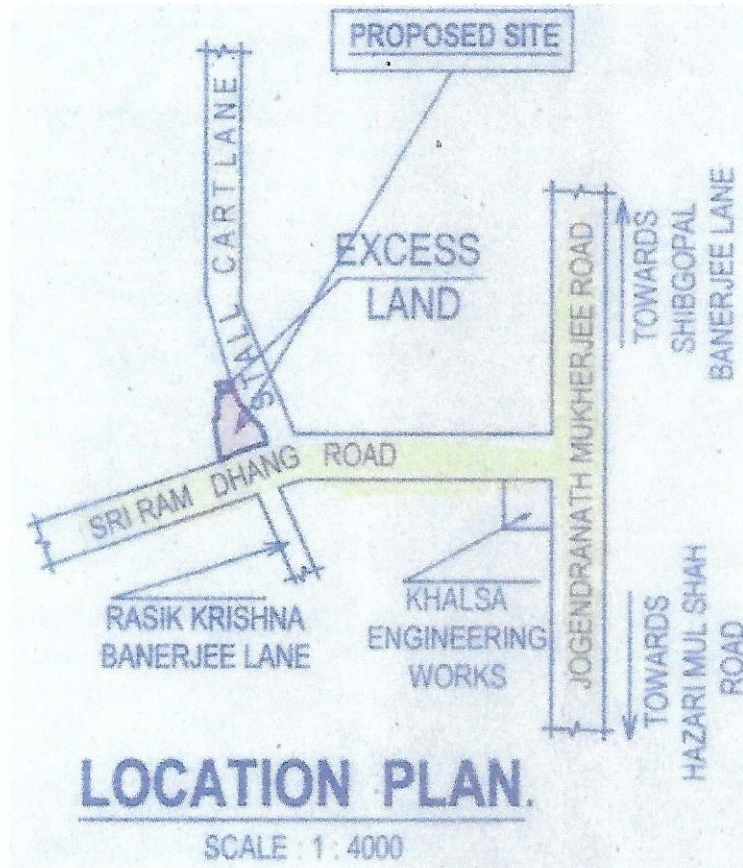 PROPOSED SITE
STALL CART LANE
EXCESS
LAND
JOGENDRANATH MUKHERJEE ROAD
TOWARDS
SHIBGOPAL
BANERJEE LANE
SRI RAM DHANG ROAD
RASIK KRISHNA
BANERJEE LANE
KHALSA
ENGINEERING
WORKS
TOWARDS
HAZARI MUL SHAH
ROAD
LOCATION PLAN.
SCALE : 1 : 4000